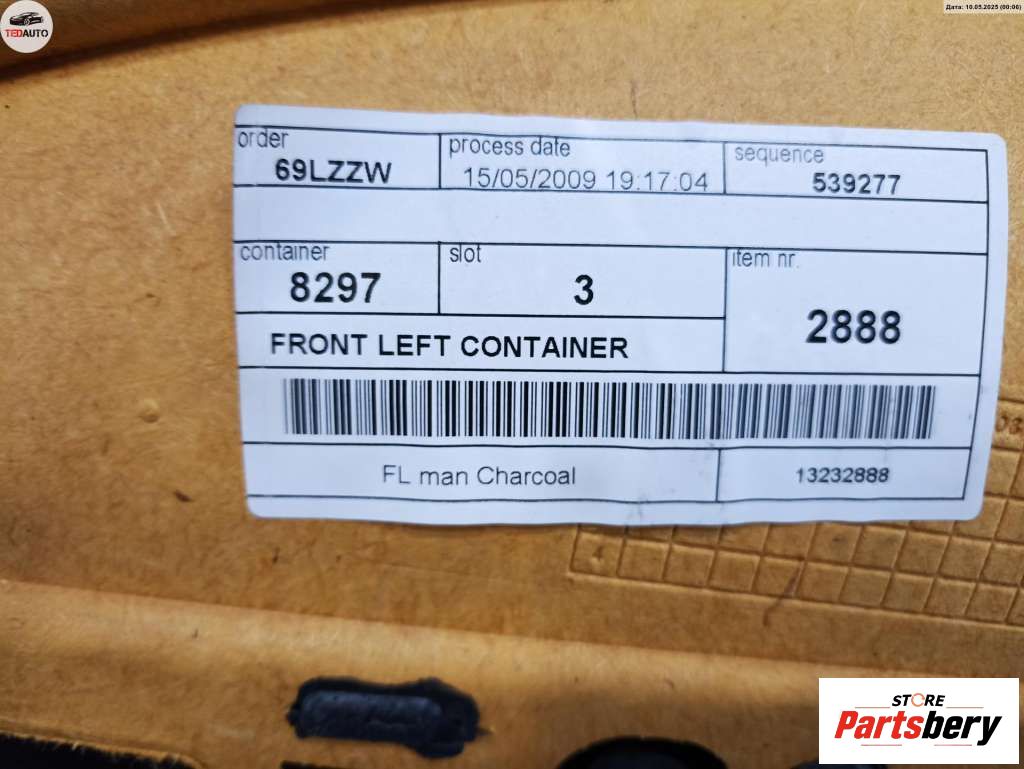 TEDAUTO
Дата: 10.05.2025 (00:06)
order
69LZZW
process date
15/05/2009 19:17:04
sequence
539277
container
8297
slot
3
item nr.
2888
FRONT LEFT CONTAINER
FL man Charcoal
13232888
STORE
Partsbery